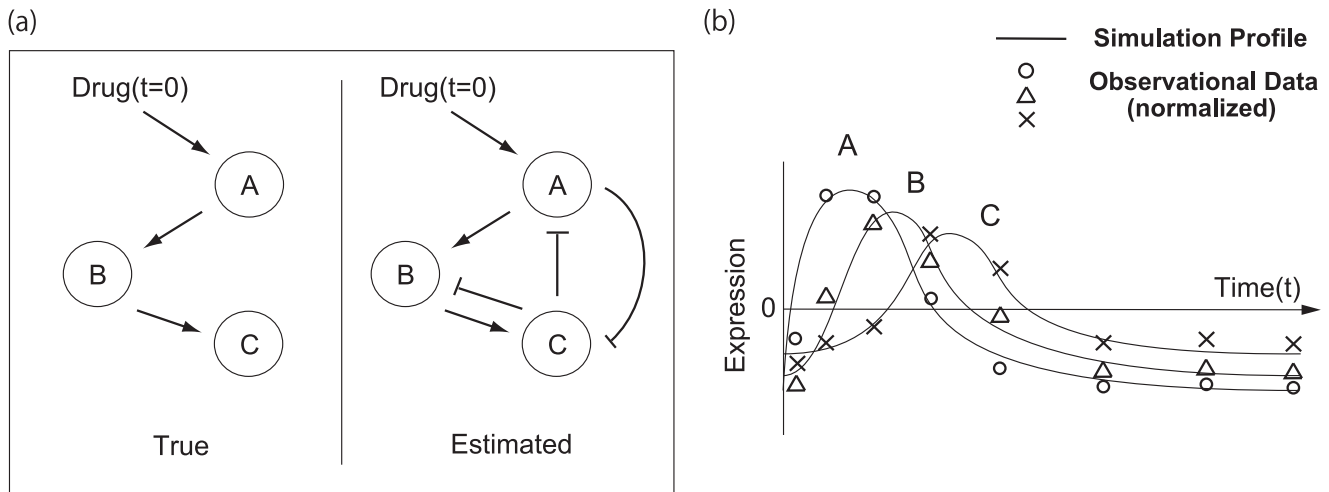 (a)
Drug(t=0)
A
B
C
True
Drug(t=0)
A
B
C
Estimated
(b)
Simulation Profile
Observational Data
(normalized)
A
B
C
Time(t)
0
Expression